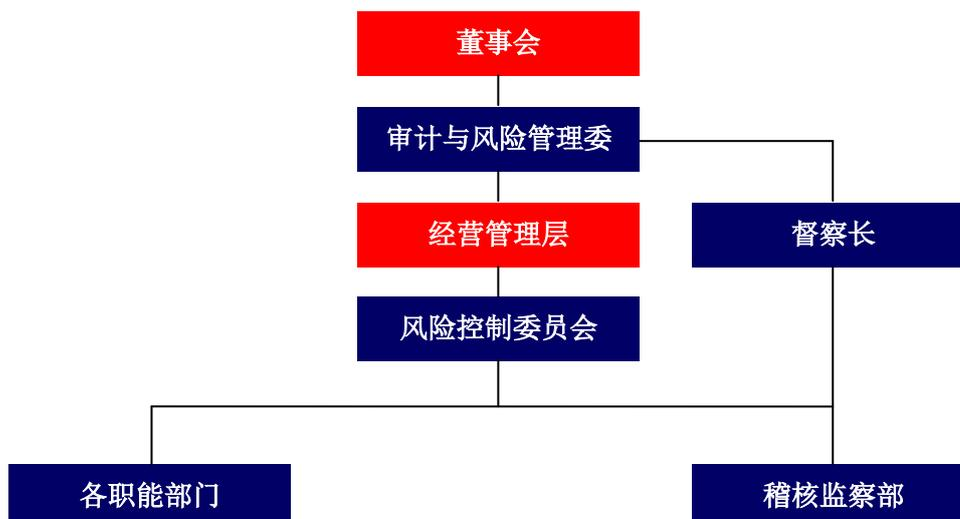 董事会
审计与风险管理委
经营管理层
督察长
风险控制委员会
各职能部门
稽核监察部